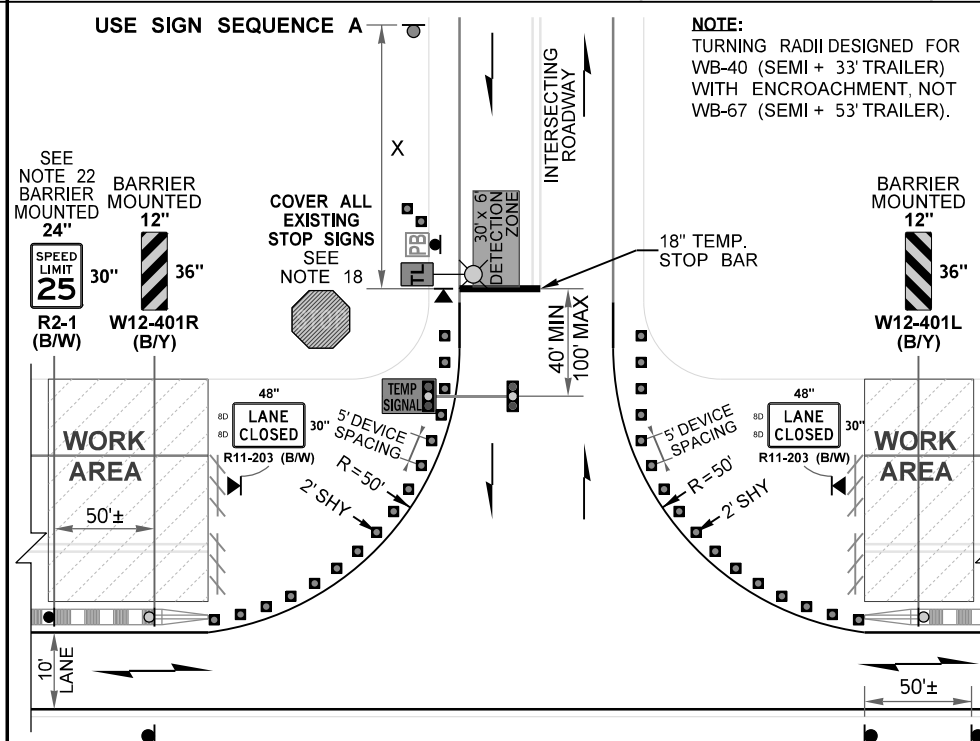 USE SIGN SEQUENCE A
NOTE:
TURNING RADII DESIGNED FOR
WB-40 (SEMI + 33' TRAILER)
WITH ENCROACHMENT, NOT
WB-67 (SEMI + 53' TRAILER).
INTERSECTING
ROADWAY
X
SEE
NOTE 22
BARRIER
MOUNTED
24"
SPEED
LIMIT
25
30"
R2-1
(B/W)
BARRIER
MOUNTED
12"
36"
W12-401R
(B/Y)
COVER ALL
EXISTING
STOP SIGNS
SEE
NOTE 18
PB
TL
30' x 6'
DETECTION
ZONE
18" TEMP.
STOP BAR
BARRIER
MOUNTED
12"
36"
W12-401L
(B/Y)
40' MIN
100' MAX
TEMP
SIGNAL
48"
8D
8D
LANE
CLOSED
30"
R11-203 (B/W)
5' DEVICE
SPACING
R=50'
2' SHY
WORK
AREA
50'±
48"
8D
8D
LANE
CLOSED
30"
R11-203 (B/W)
5' DEVICE
SPACING
R=50'
2' SHY
WORK
AREA
10'
LANE
50'±